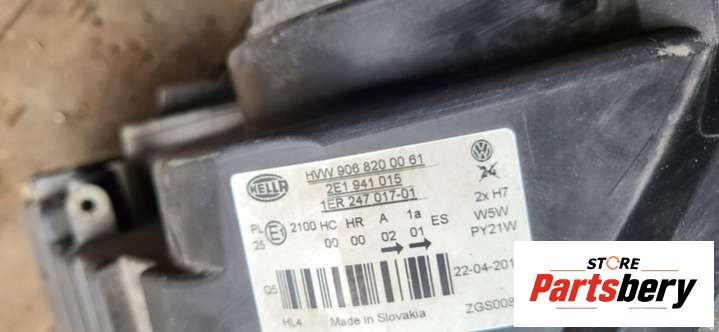 HELLA
HVW 906 820 00 61
2E1 941 015
1ER 247 017-01
PL E1 2100 HC HR A 1a ES
25 00 00 02 01
2x H7
W5W
PY21W
Q5
22-04-201
HL4 Made in Slovakia ZGS008
STORE
Partsbery